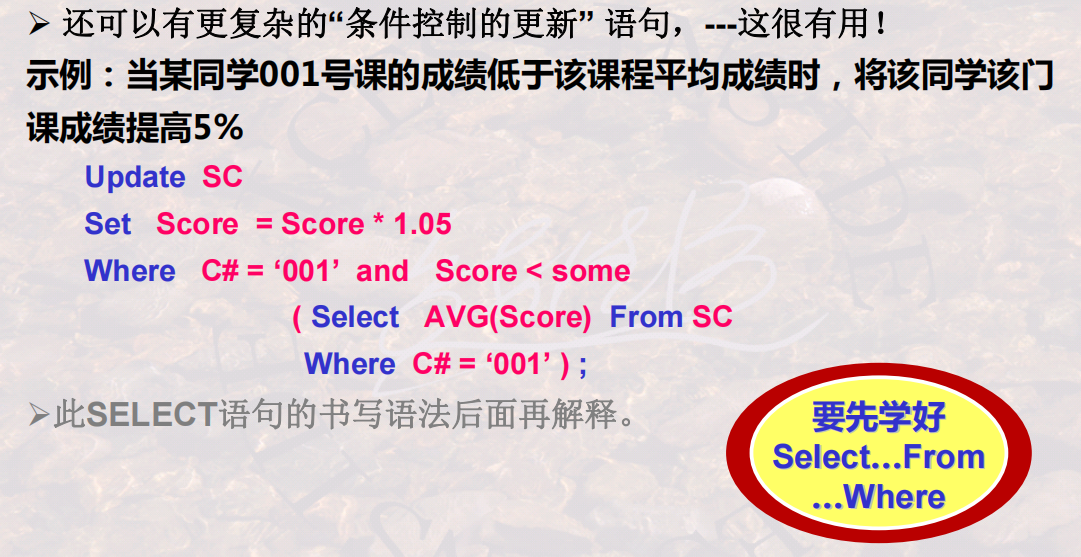 ➢ 还可以有更复杂的“条件控制的更新” 语句，---这很有用！
示例：当某同学001号课的成绩低于该课程平均成绩时，将该同学该门
课成绩提高5%
Update SC
Set Score = Score * 1.05
Where C# = ‘001’ and Score < some
( Select AVG(Score) From SC
Where C# = ‘001’ ) ;
➢此SELECT语句的书写语法后面再解释。
要先学好
Select…From
…Where